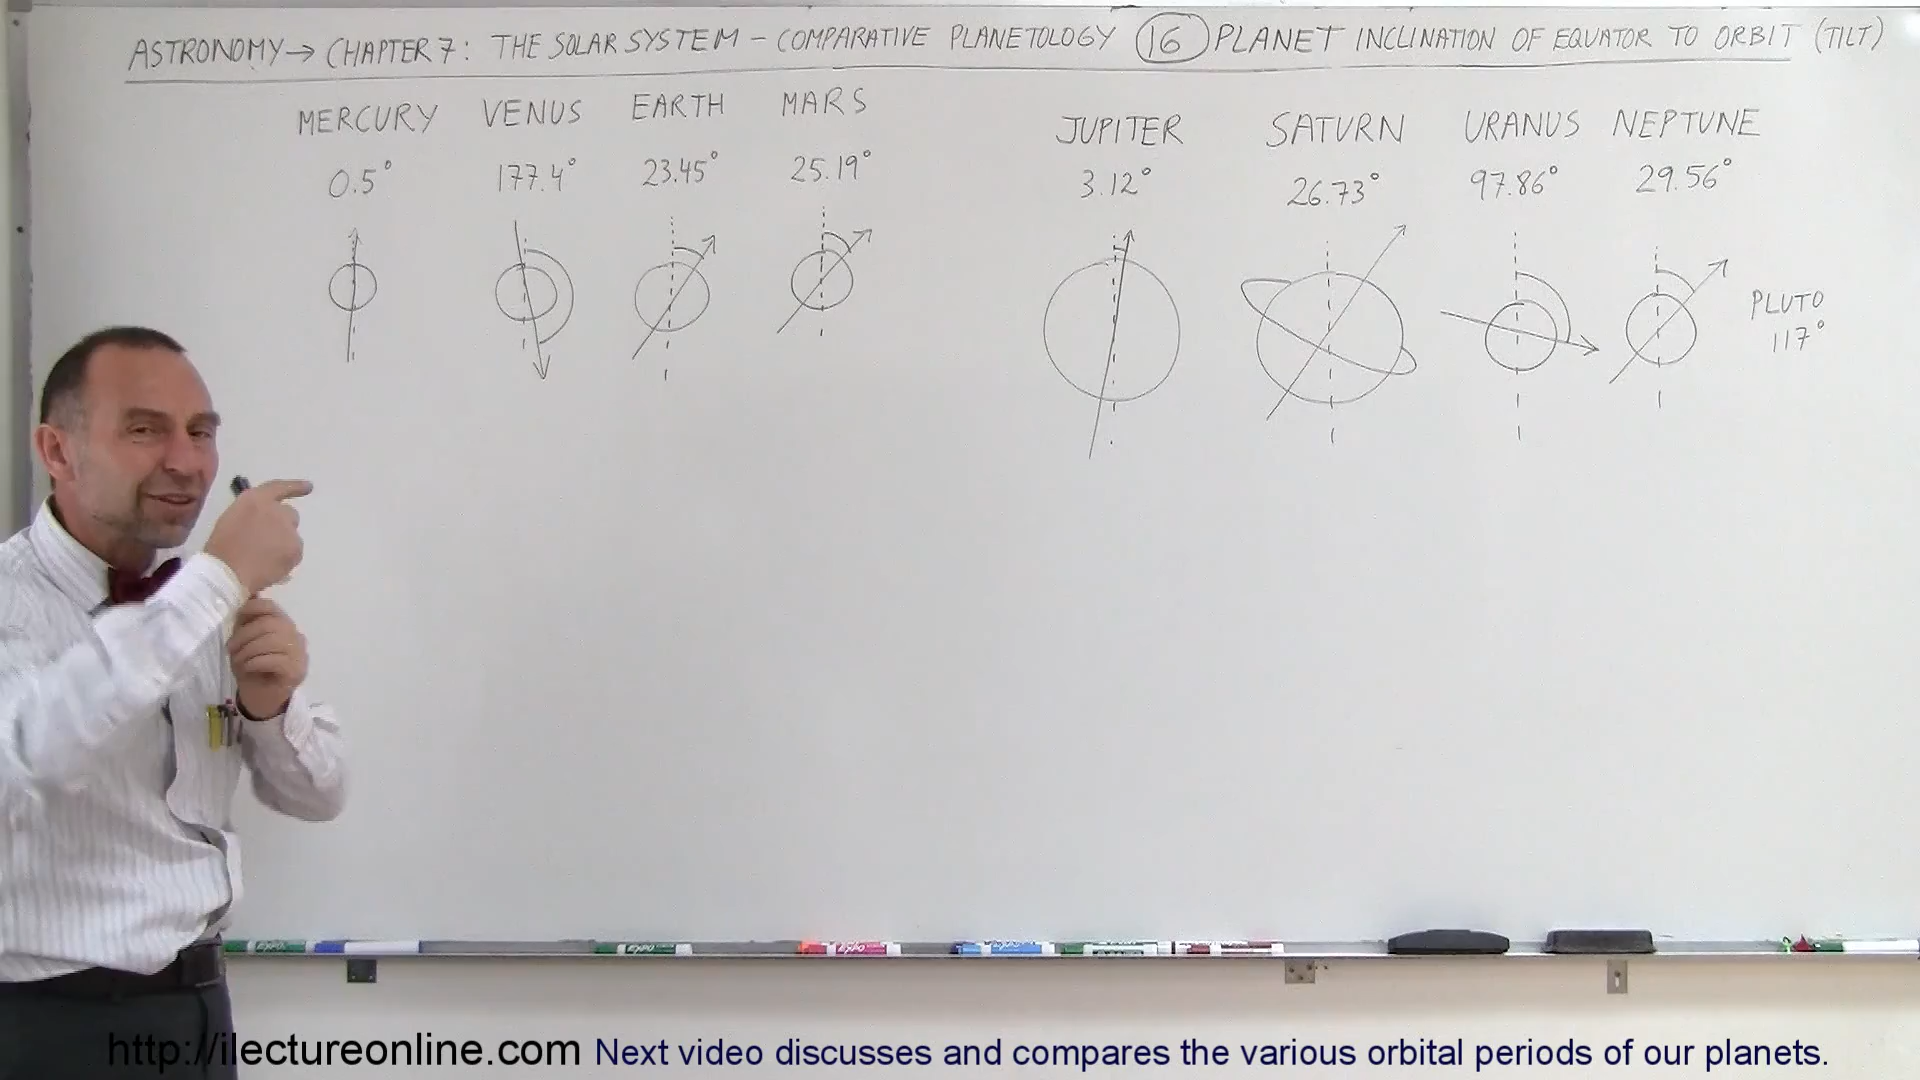 ASTRONOMY → CHAPTER 7: THE SOLAR SYSTEM – COMPARATIVE PLANETOLOGY 16 PLANET INCLINATION OF EQUATOR TO ORBIT (TILT)
MERCURY VENUS EARTH MARS JUPITER SATURN URANUS NEPTUNE
0.5° 177.4° 23.45° 25.19° 3.12° 26.73° 97.86° 29.56°
PLUTO
117°
EXPO EXPO EXPO
http://ilectureonline.com Next video discusses and compares the various orbital periods of our planets.